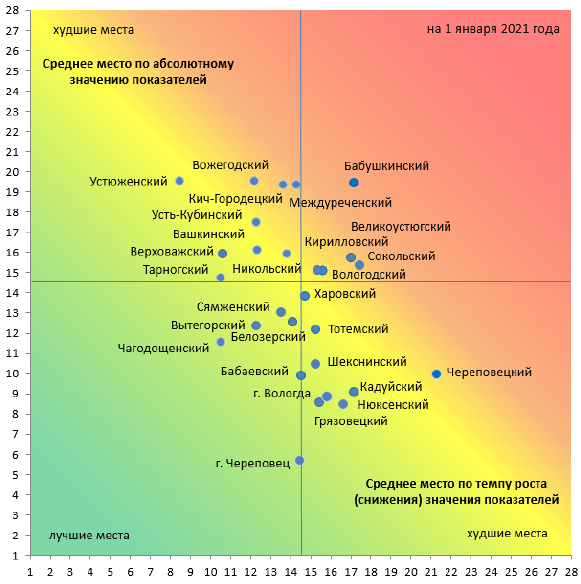 28
27
26
25
24
23
22
21
20
19
18
17
16
15
14
13
12
11
10
9
8
7
6
5
4
3
2
1
худшие места
на 1 января 2021 года
Среднее место по абсолютному
значению показателей
Вожегодский
Бабушкинский
Устюженский
Кич-Городецкий
Междуреченский
Усть-Кубинский
Великоустюгский
Вашкинский
Кирилловский
Верховажский
Сокольский
Тарногский
Никольский
Вологодский
Харовский
Сямженский
Вытегорский
Тотемский
Белозерский
Чагодощенский
Шекснинский
Бабаевский
Череповецкий
г. Вологда
Кадуйский
Нюксенский
Грязовецкий
г. Череповец
Среднее место по темпу роста
(снижения) значения показателей
лучшие места
худшие места
1 2 3 4 5 6 7 8 9 10 11 12 13 14 15 16 17 18 19 20 21 22 23 24 25 26 27 28